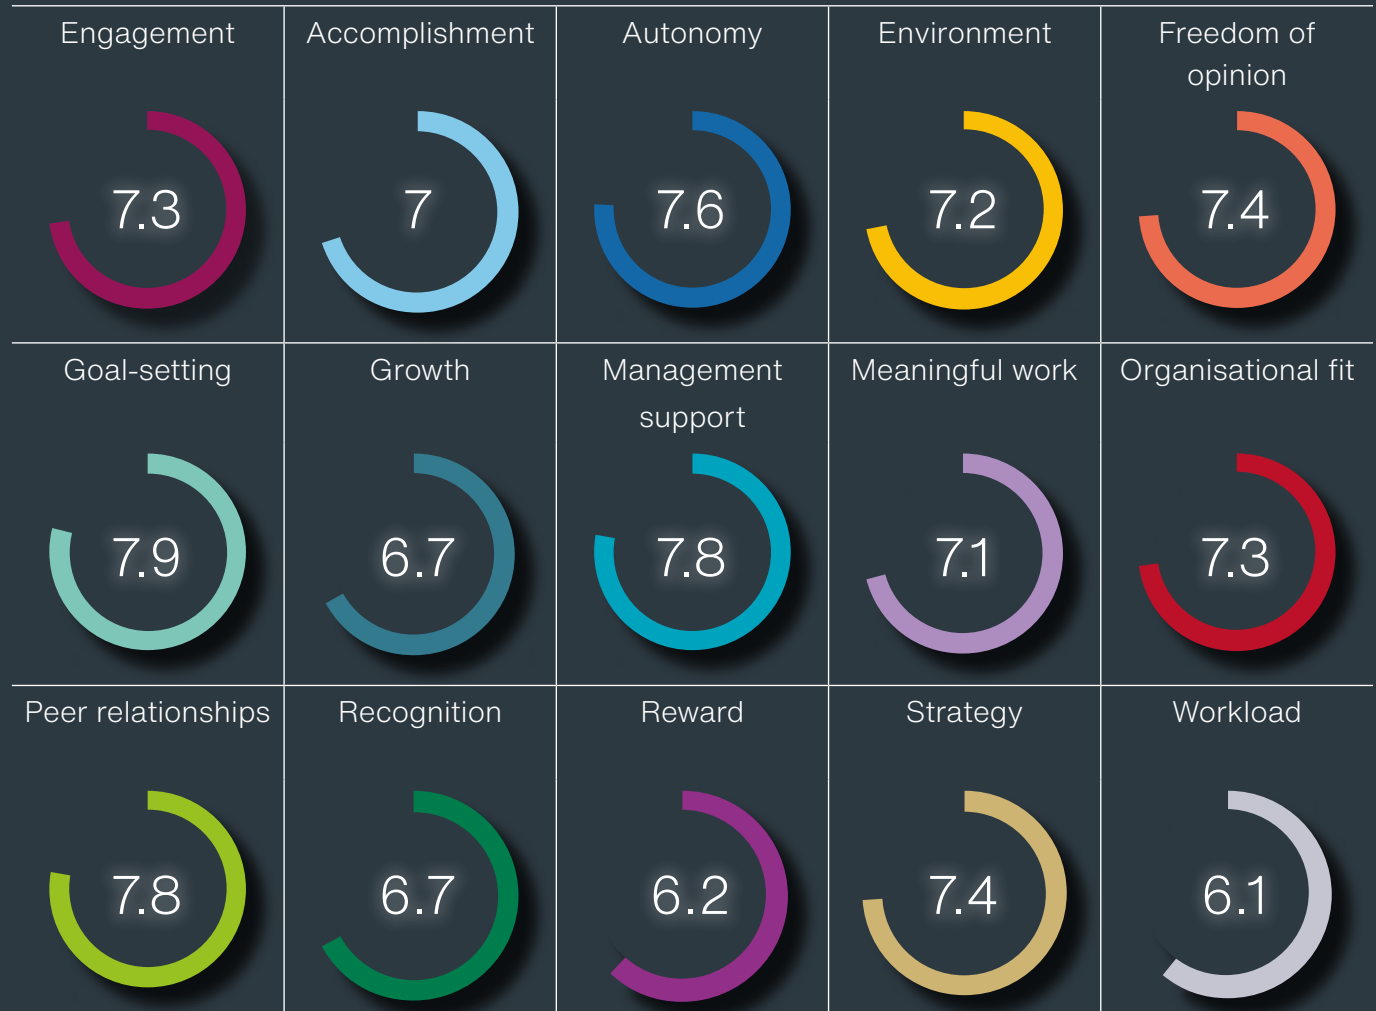 Engagement
Accomplishment
Autonomy
Environment
Freedom of
opinion
7.3
7
7.6
7.2
7.4
Goal-setting
Growth
Management
support
Meaningful work
Organisational fit
7.9
6.7
7.8
7.1
7.3
Peer relationships
Recognition
Reward
Strategy
Workload
7.8
6.7
6.2
7.4
6.1